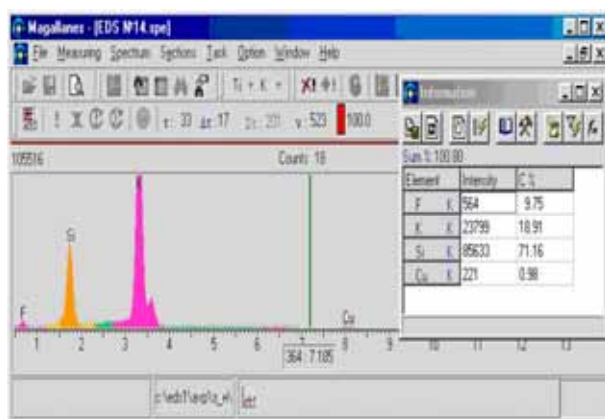 Magallanes - [EDS №14.spe]
File Measuring Spectrum Sections Task Option Window Help
Ti + K +
τ: 33 Δτ: 17 v: 523 100.0
105516 Counts: 18
Si
F
Cu
1 2 3 4 5 6 7 8 9 10 11 12 13
364: 7.185
Information
Sum %: 100.80
Element Intensity C %
F K 564 9.75
K K 23799 18.91
Si K 85633 71.16
Cu K 221 0.98